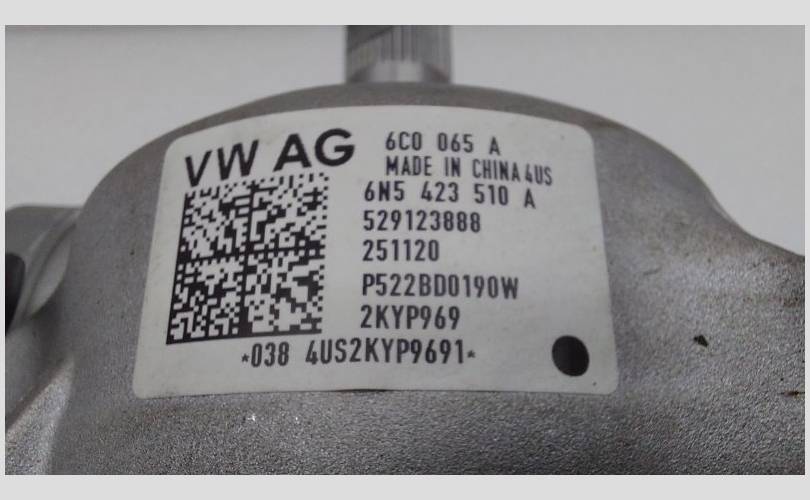 VW AG
6C0 065 A
MADE IN CHINA 4US
6N5 423 510 A
529123888
251120
P522BD0190W
2KYP969
*038 4US2KYP9691*